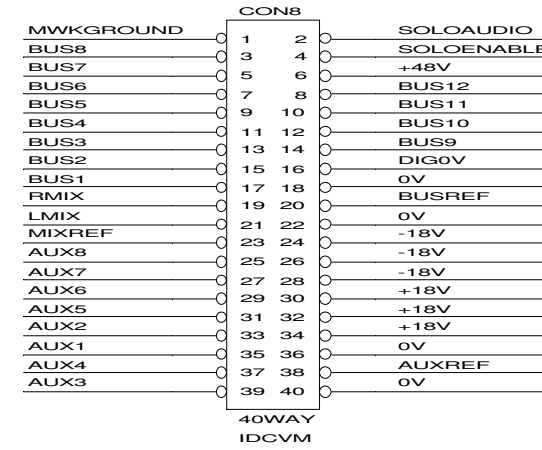 CON8
MWKGROUND 1 2 SOLOAUDIO
BUS8 3 4 SOLOENABLE
BUS7 5 6 +48V
BUS6 7 8 BUS12
BUS5 9 10 BUS11
BUS4 11 12 BUS10
BUS3 13 14 BUS9
BUS2 15 16 DIG0V
BUS1 17 18 0V
RMIX 19 20 BUSREF
LMIX 21 22 0V
MIXREF 23 24 -18V
AUX8 25 26 -18V
AUX7 27 28 -18V
AUX6 29 30 +18V
AUX5 31 32 +18V
AUX2 33 34 +18V
AUX1 35 36 0V
AUX4 37 38 AUXREF
AUX3 39 40 0V
40WAY
IDCVM